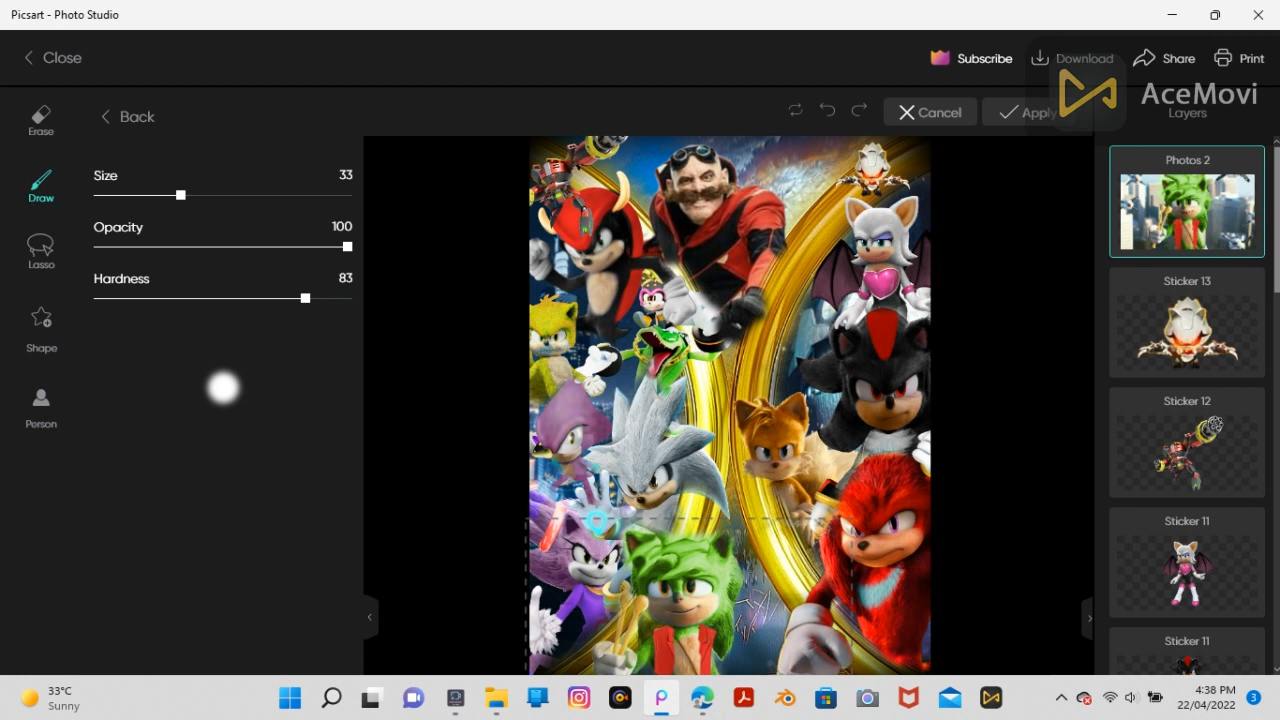 Picsart - Photo Studio
Close
Subscribe
Download
Share
Print
AceMovi
Erase
Back
Cancel
Apply
Layers
Size
33
Draw
Opacity
100
Lasso
Hardness
83
Shape
Person
Photos 2
Sticker 13
Sticker 12
Sticker 11
Sticker 11
33°C
Sunny
4:38 PM
22/04/2022
3